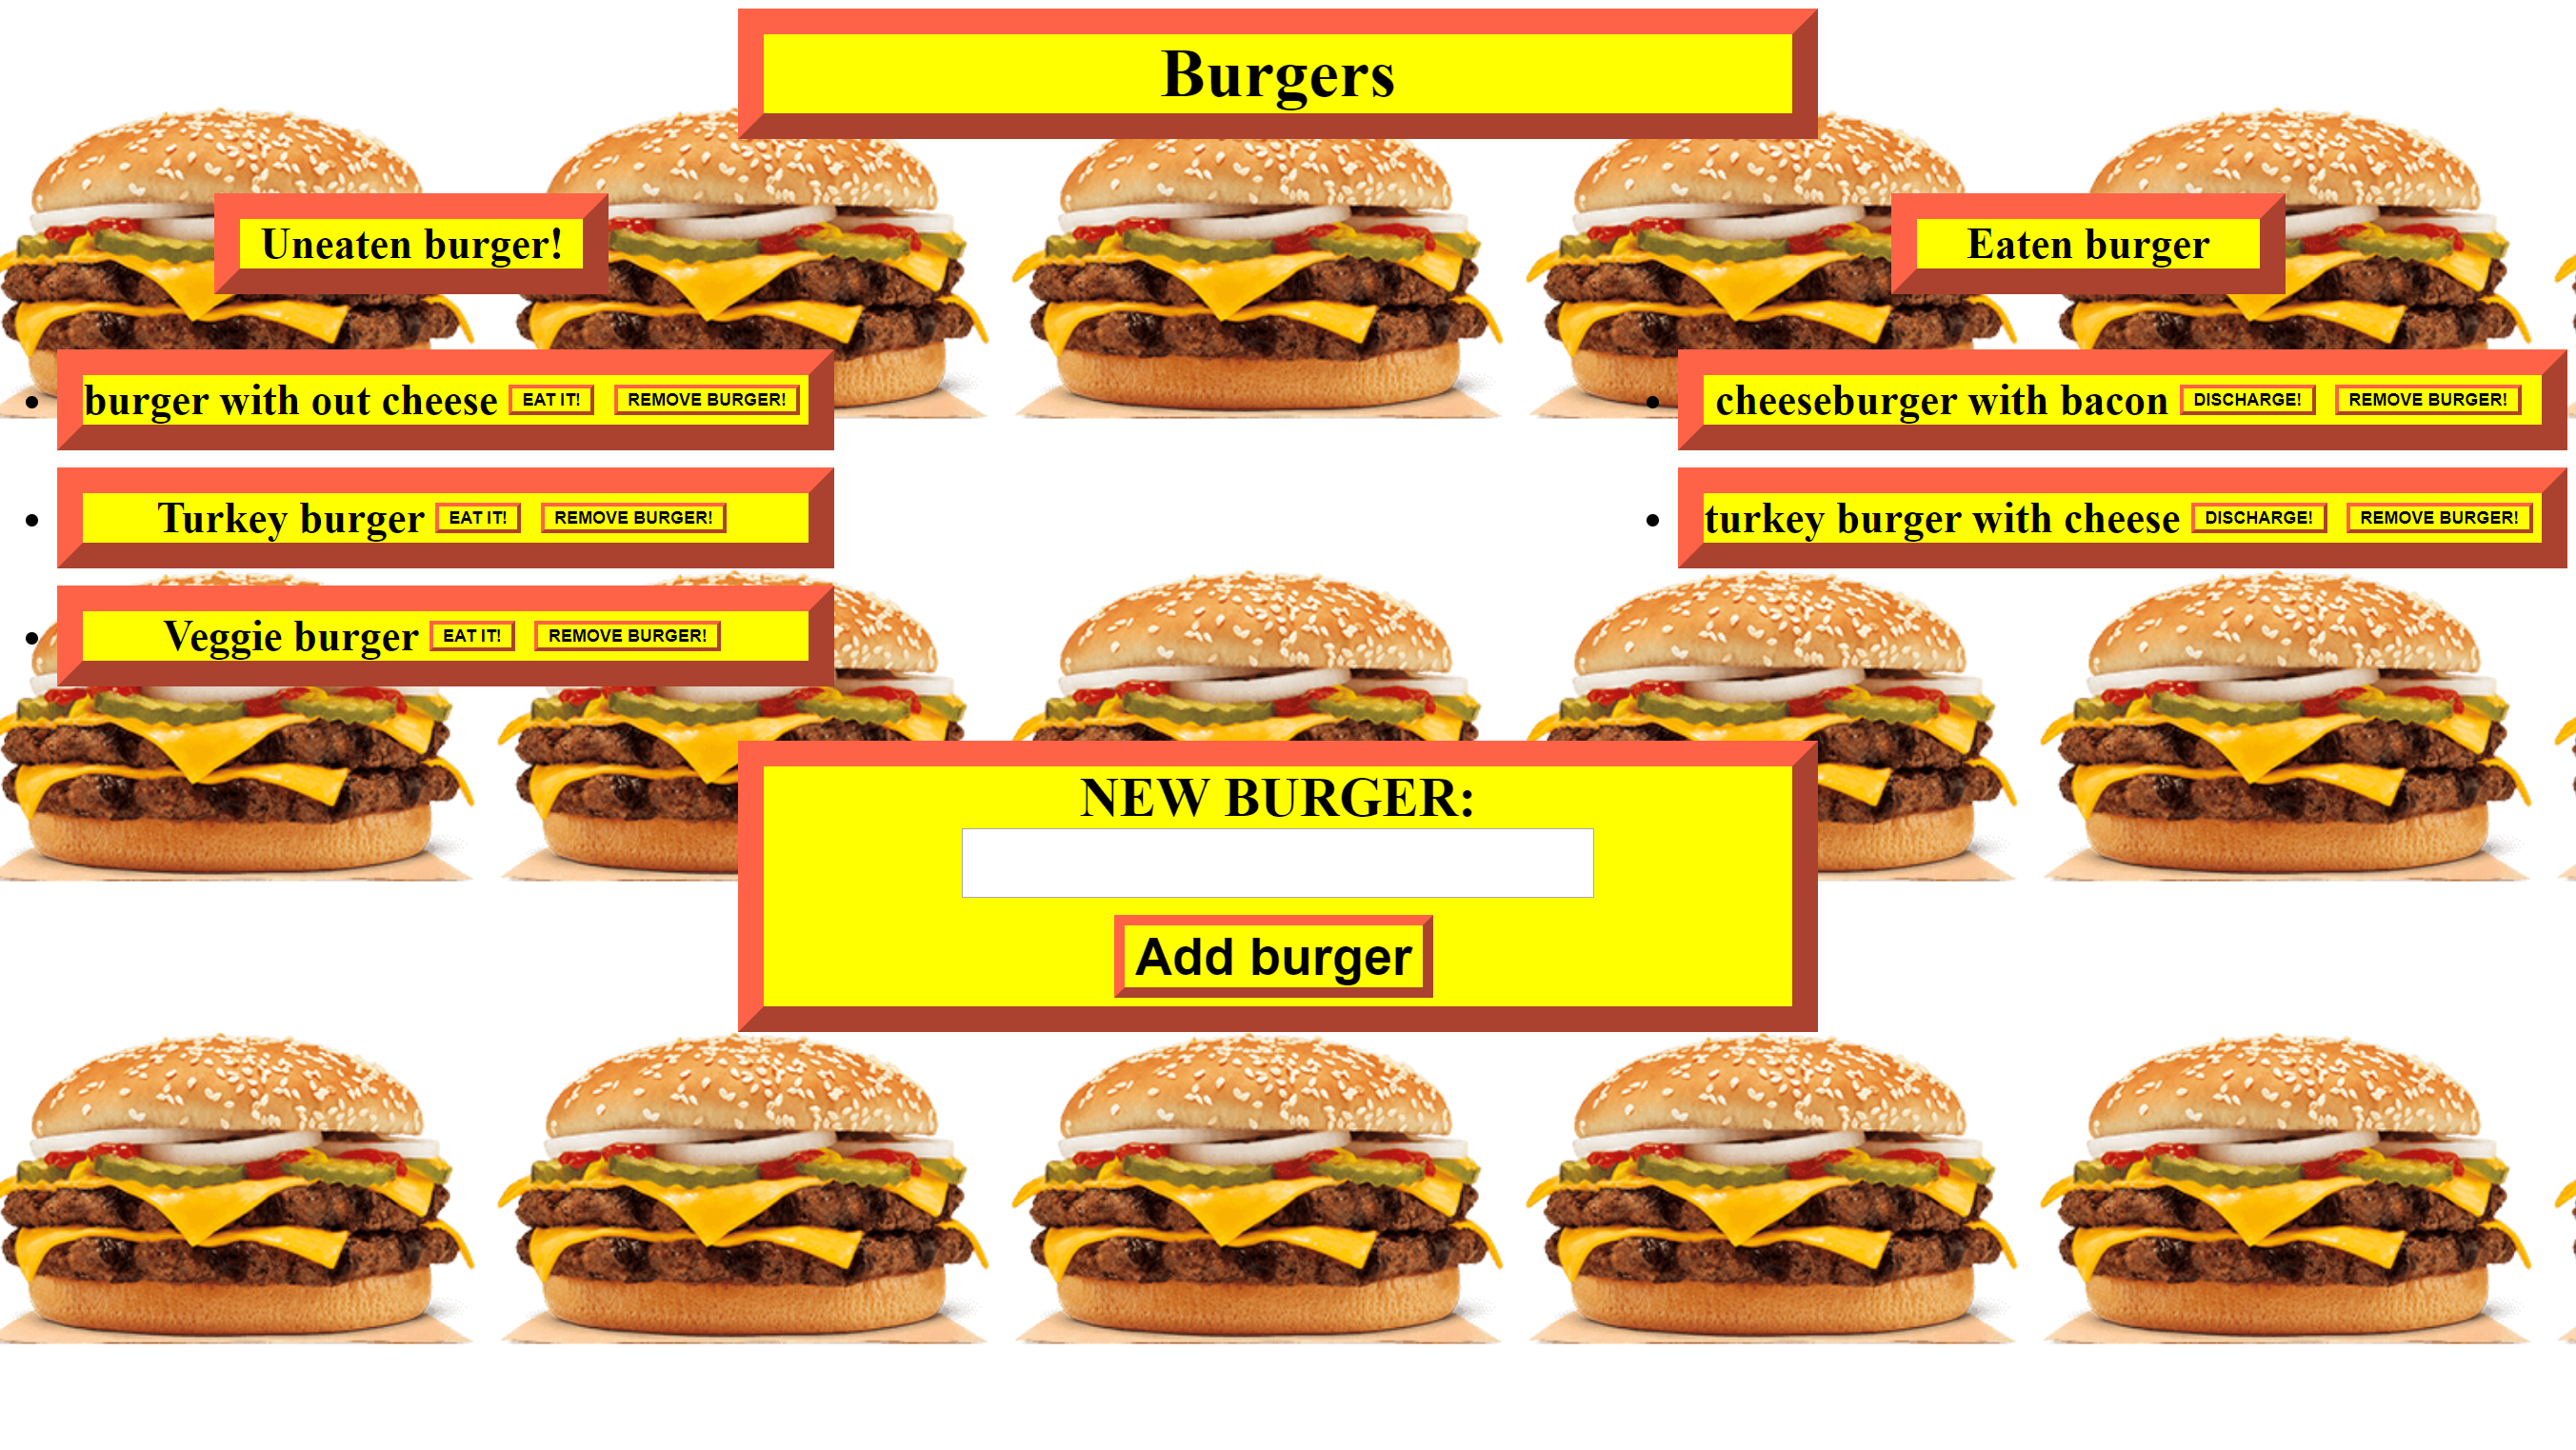 Burgers
Uneaten burger!
Eaten burger
burger with out cheese EAT IT! REMOVE BURGER!
Turkey burger EAT IT! REMOVE BURGER!
Veggie burger EAT IT! REMOVE BURGER!
cheeseburger with bacon DISCHARGE! REMOVE BURGER!
turkey burger with cheese DISCHARGE! REMOVE BURGER!
NEW BURGER:
Add burger